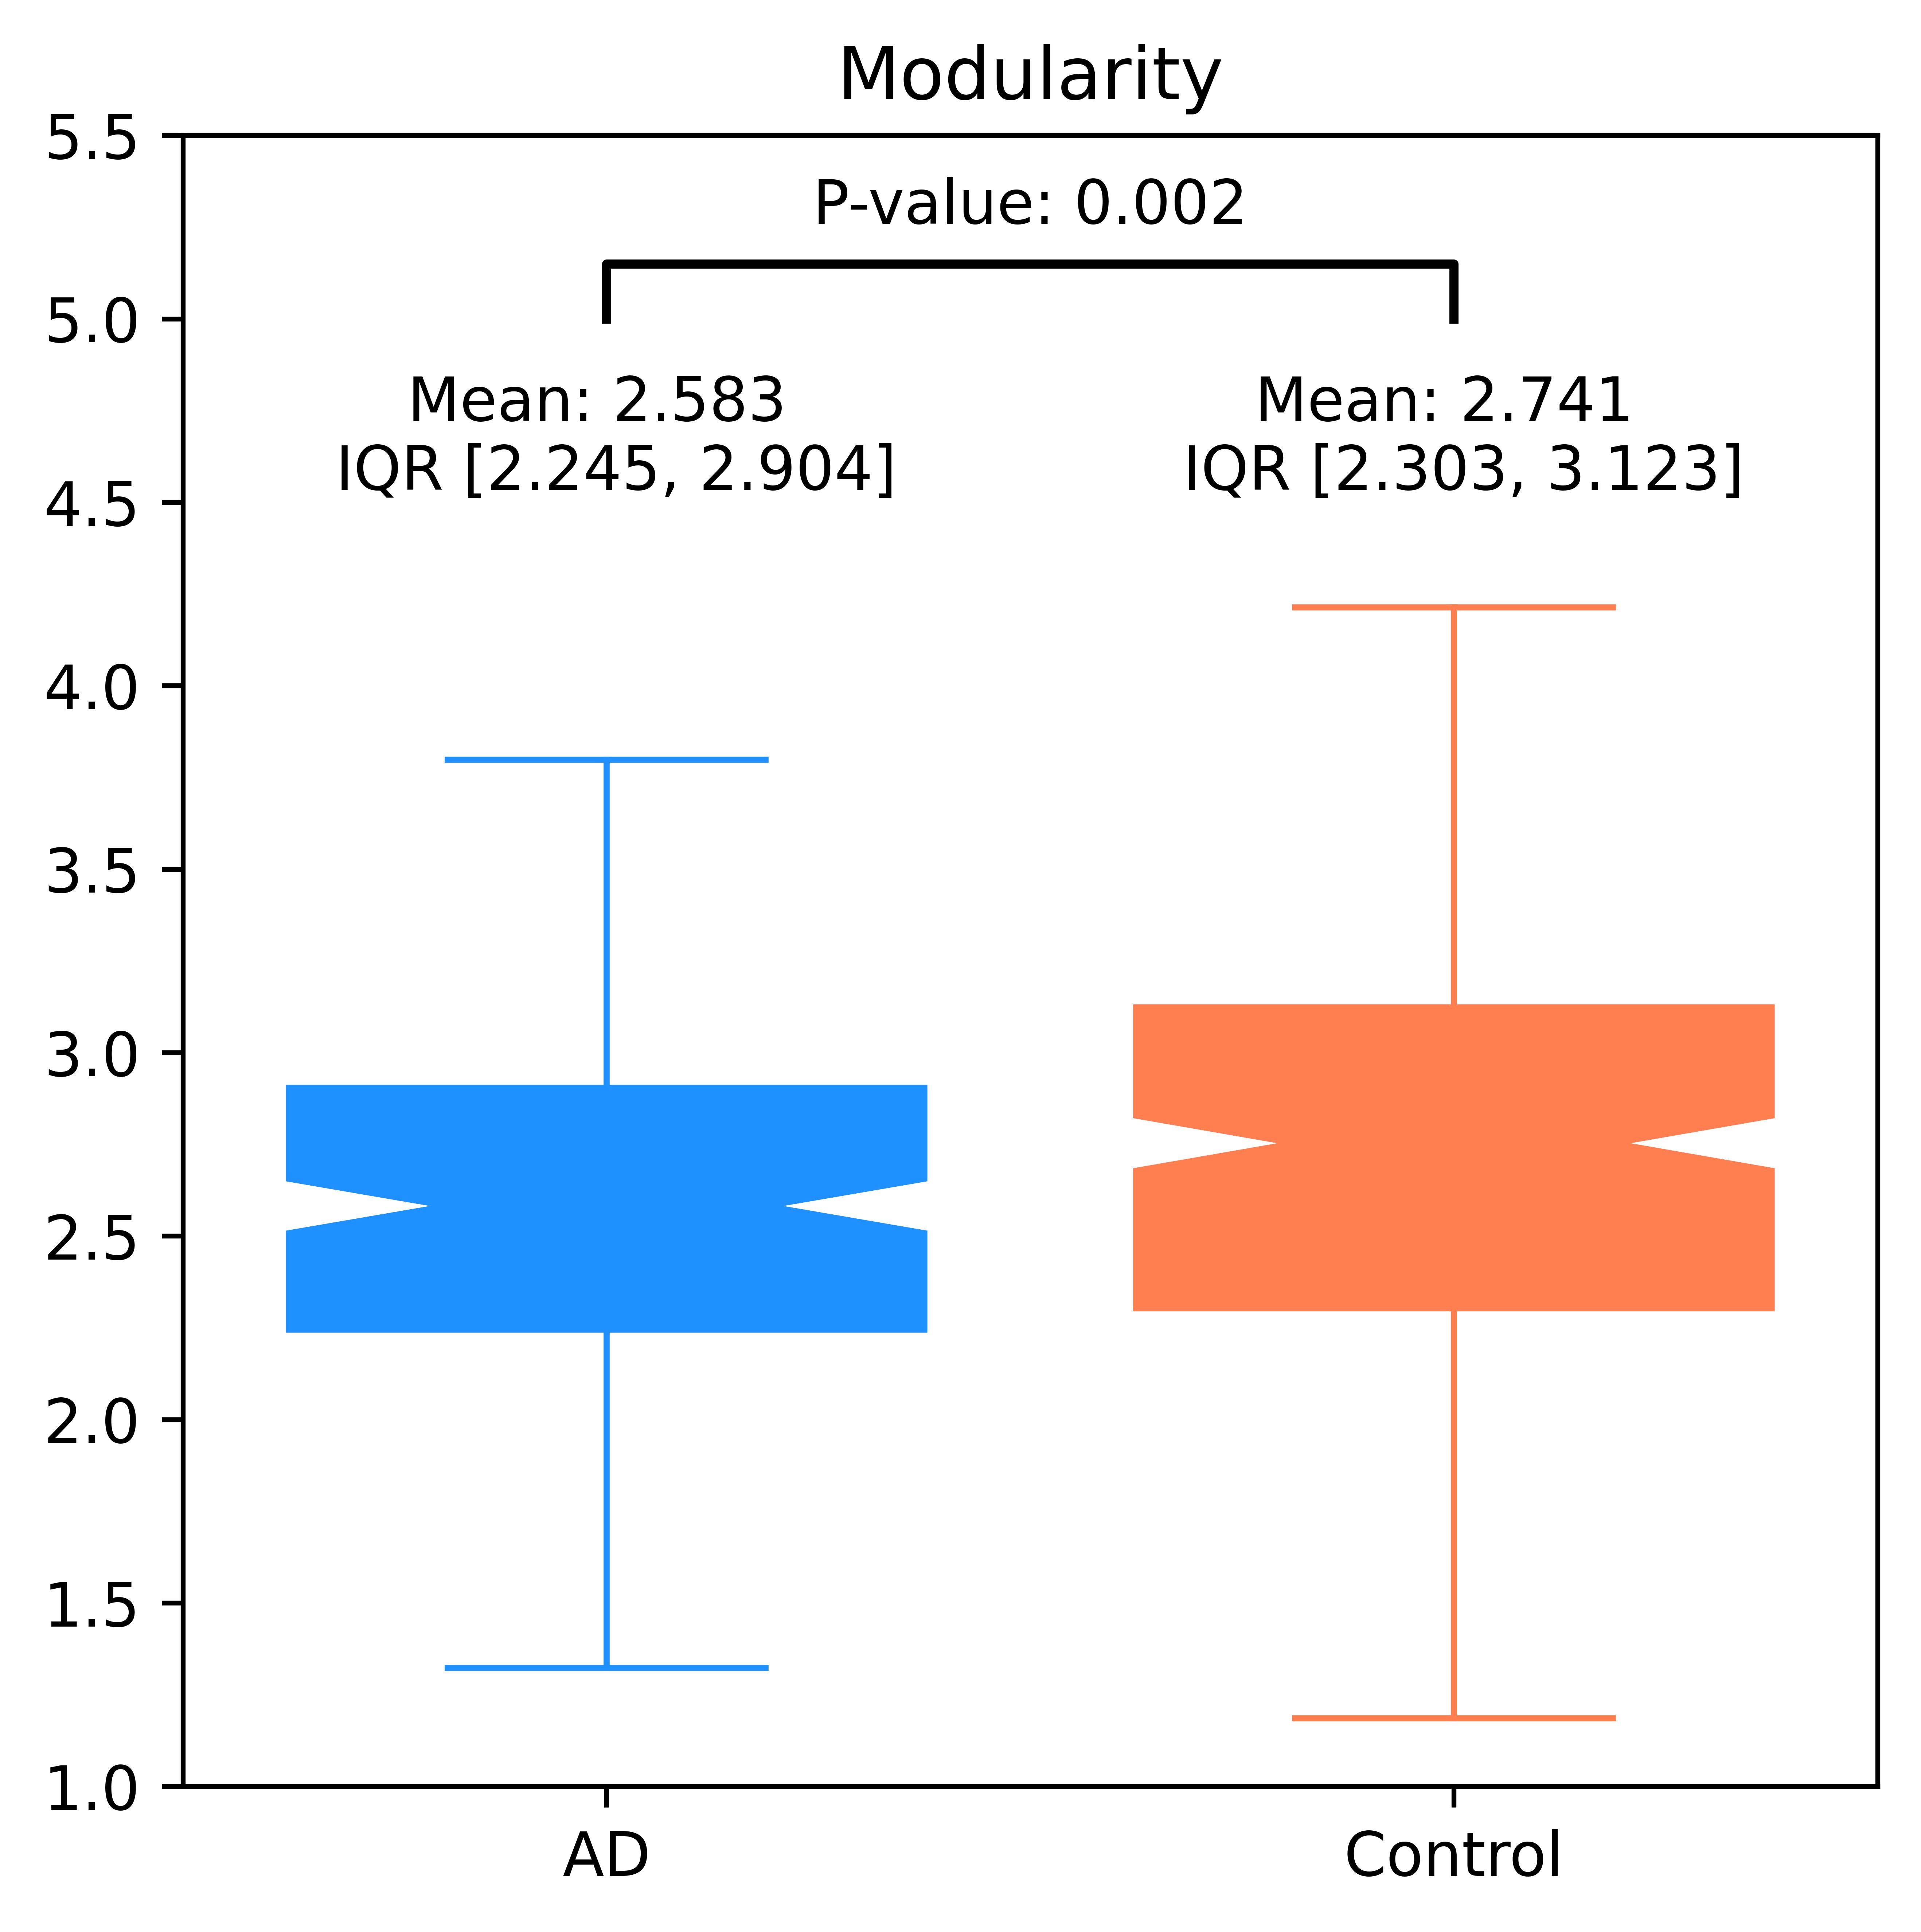 Modularity
5.5
P-value: 0.002
5.0
Mean: 2.583 Mean: 2.741
IQR [2.245, 2.904] IQR [2.303, 3.123]
4.5
4.0
3.5
3.0
2.5
2.0
1.5
1.0
AD Control